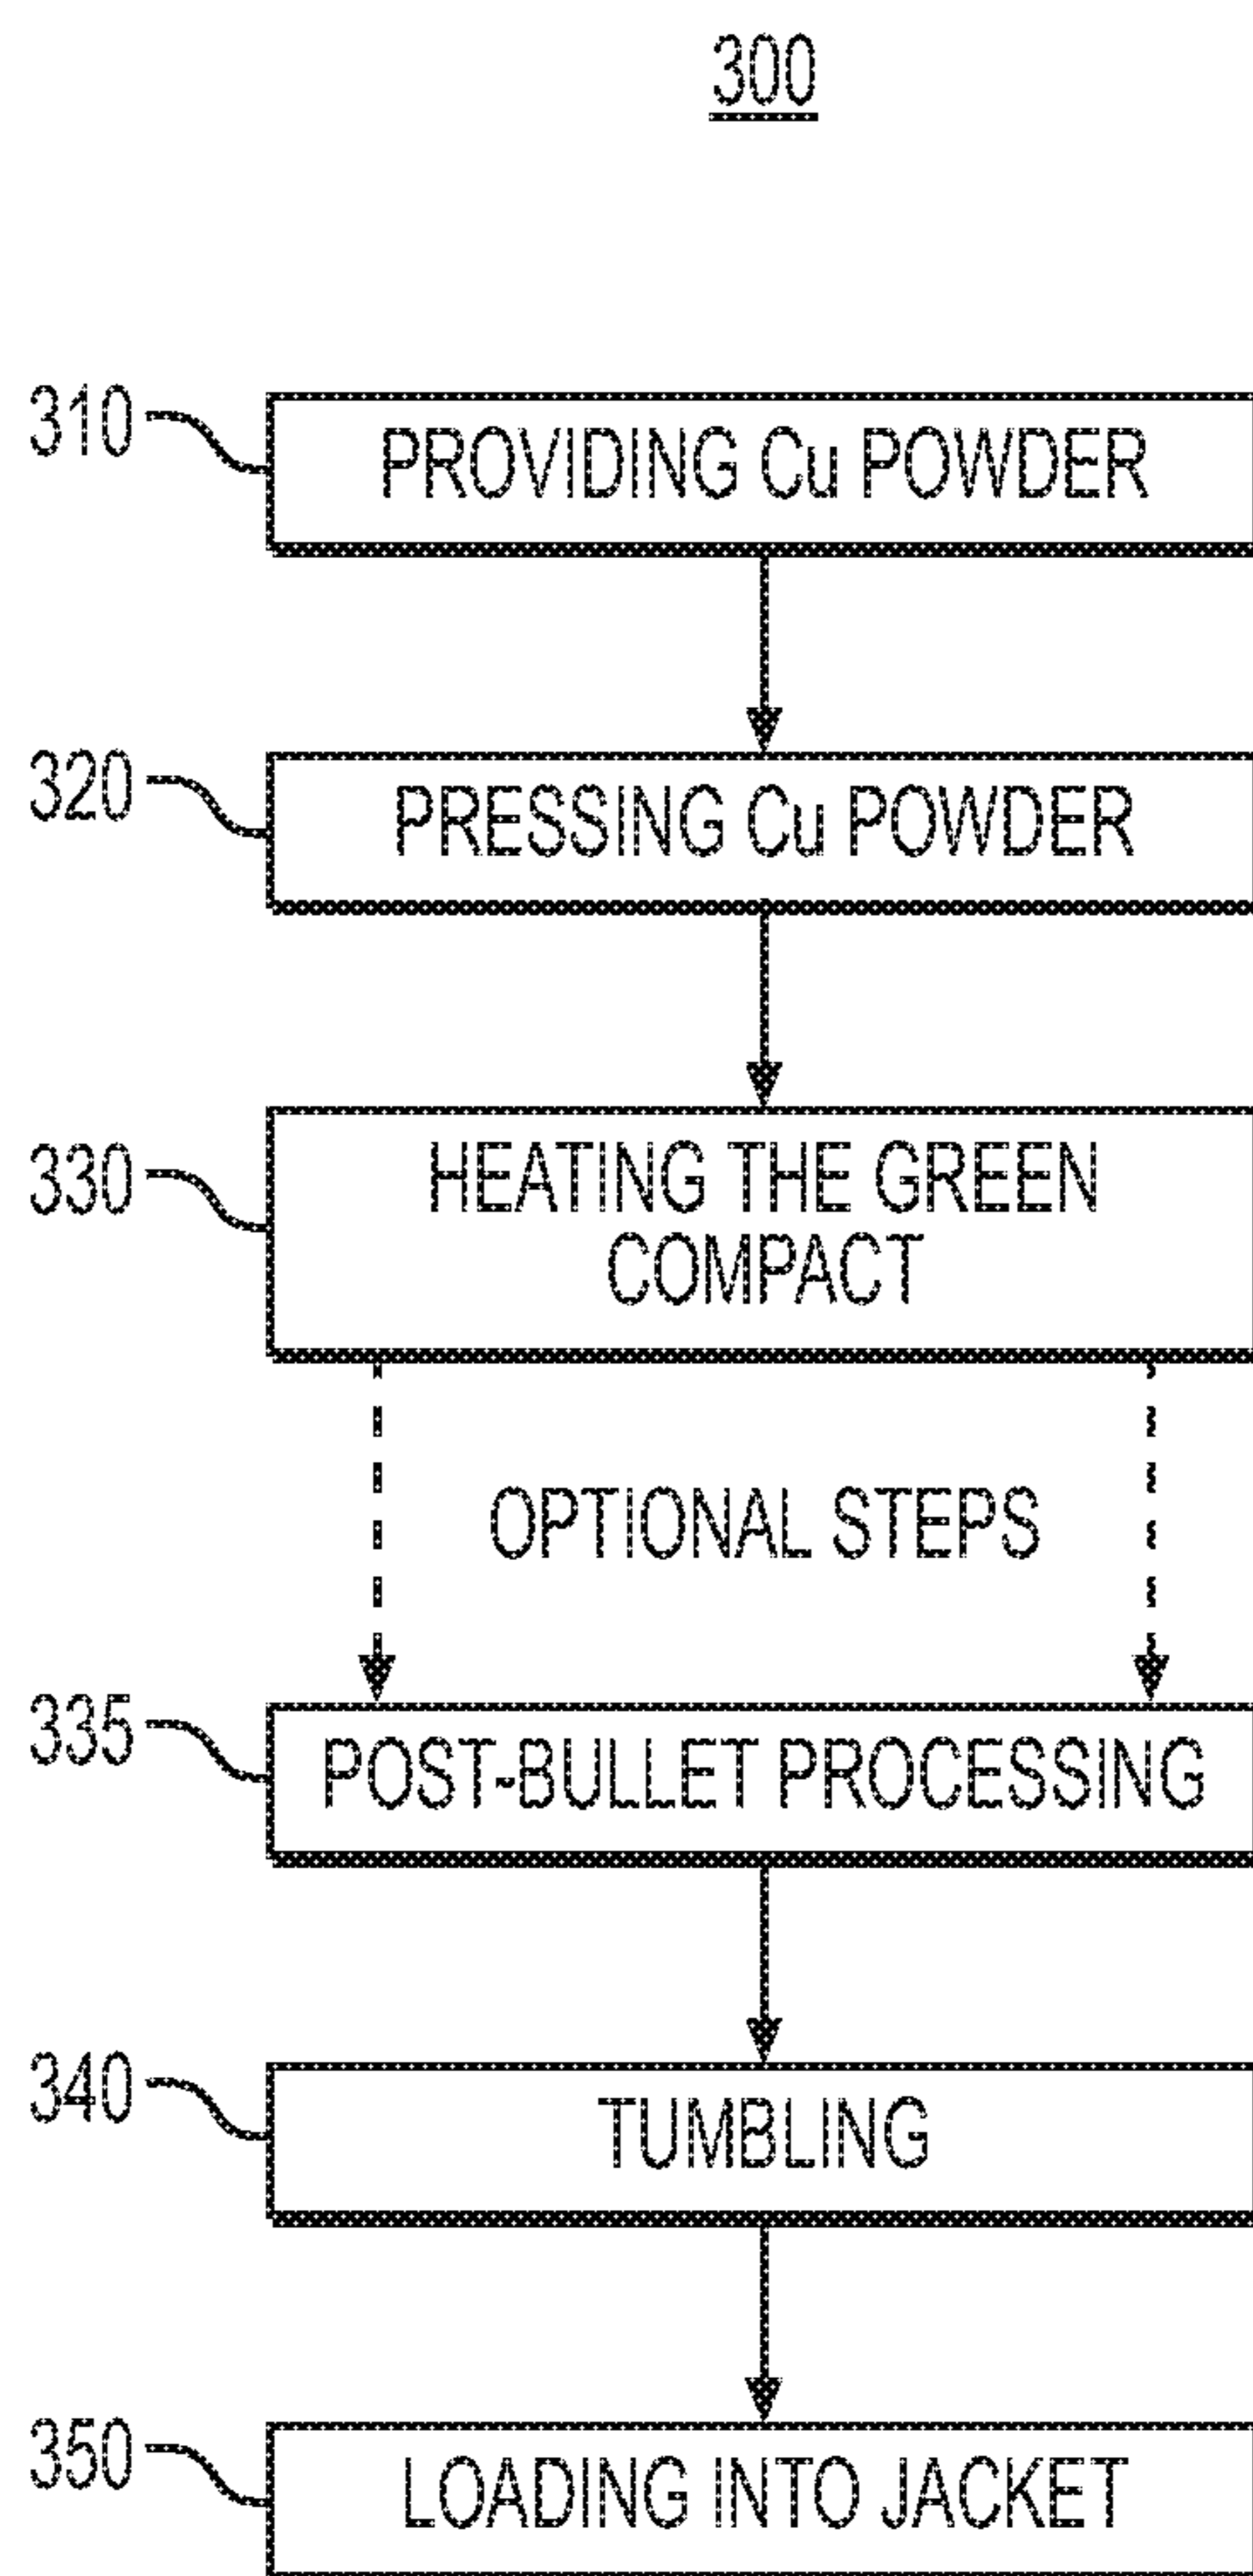 300
310
PROVIDING Cu POWDER
320
PRESSING Cu POWDER
330
HEATING THE GREEN
COMPACT
OPTIONAL STEPS
335
POST-BULLET PROCESSING
340
TUMBLING
350
LOADING INTO JACKET